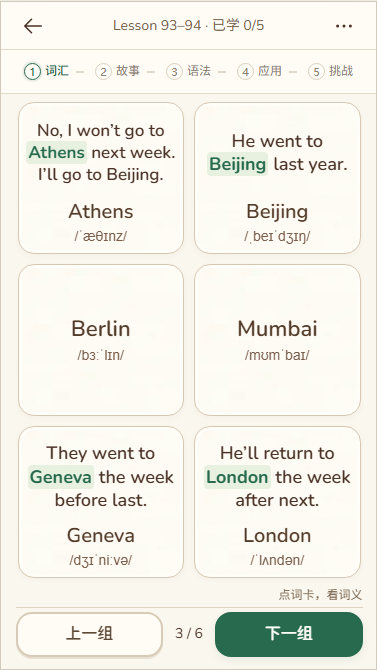 Lesson 93–94 · 已学 0/5
1 词汇 – 2 故事 – 3 语法 – 4 应用 – 5 挑战
No, I won’t go to
Athens next week.
I’ll go to Beijing.
Athens
/ˈæθɪnz/
He went to
Beijing last year.
Beijing
/ˌbeɪˈdʒɪŋ/
Berlin
/bɜːˈlɪn/
Mumbai
/mʊmˈbaɪ/
They went to
Geneva the week
before last.
Geneva
/dʒɪˈniːvə/
He’ll return to
London the week
after next.
London
/ˈlʌndən/
点词卡，看词义
上一组
3 / 6
下一组